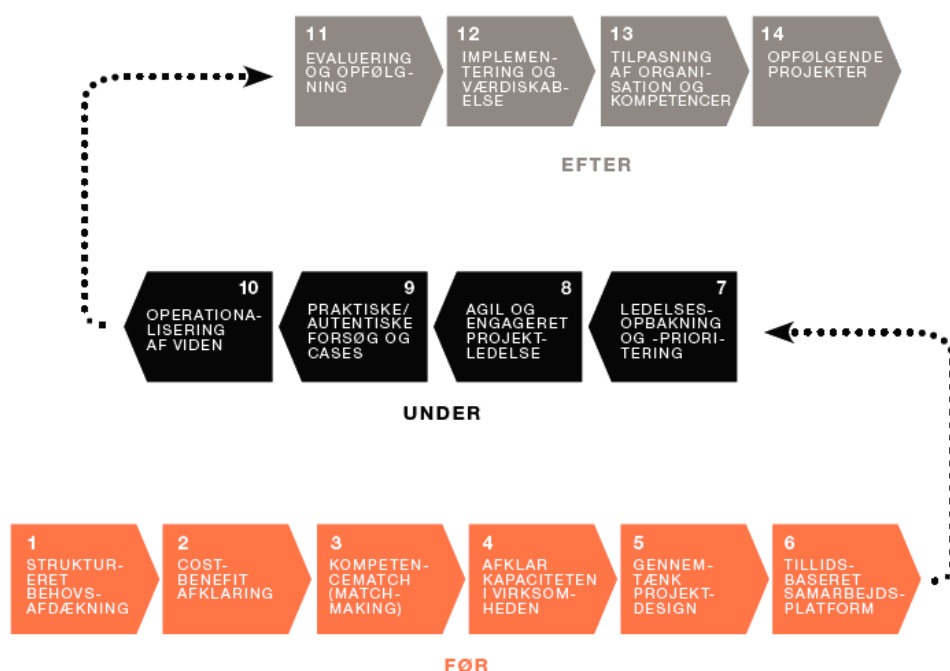 11
EVALUERING
OG OPFØLG-
NING
12
IMPLEMEN-
TERING OG
VÆRDISKAB-
ELSE
13
TILPASNING
AF ORGANI-
SATION OG
KOMPETENCER
14
OPFØLGENDE
PROJEKTER
EFTER
10
OPERATIONA-
LISERING
AF VIDEN
9
PRAKTISKE/
AUTENTISKE
FORSØG OG
CASES
8
AGIL OG
ENGAGERET
PROJEKT-
LEDELSE
7
LEDELSES-
OPBAKNING
OG -PRIORI-
TERING
UNDER
1
STRUKTUR-
ERET
BEHOVS-
AFDÆKNING
2
COST-
BENEFIT
AFKLARING
3
KOMPETEN-
CEMATCH
(MATCH-
MAKING)
4
AFKLAR
KAPACITETEN
I VIRKSOM-
HEDEN
5
GENNEM-
TÆNK
PROJEKT-
DESIGN
6
TILLIDS-
BASERET
SAMARBEJDS-
PLATFORM
FØR